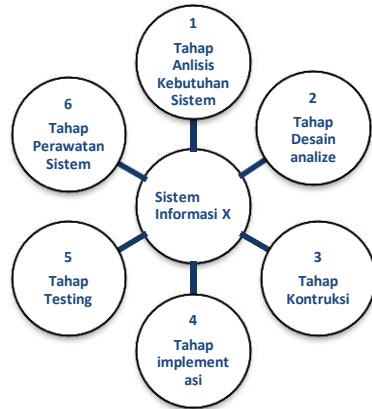 1
Tahap
Anlisis
Kebutuhan
Sistem
2
Tahap
Desain
analize
3
Tahap
Kontruksi
4
Tahap
implement
asi
5
Tahap
Testing
6
Tahap
Perawatan
Sistem
Sistem
Informasi X